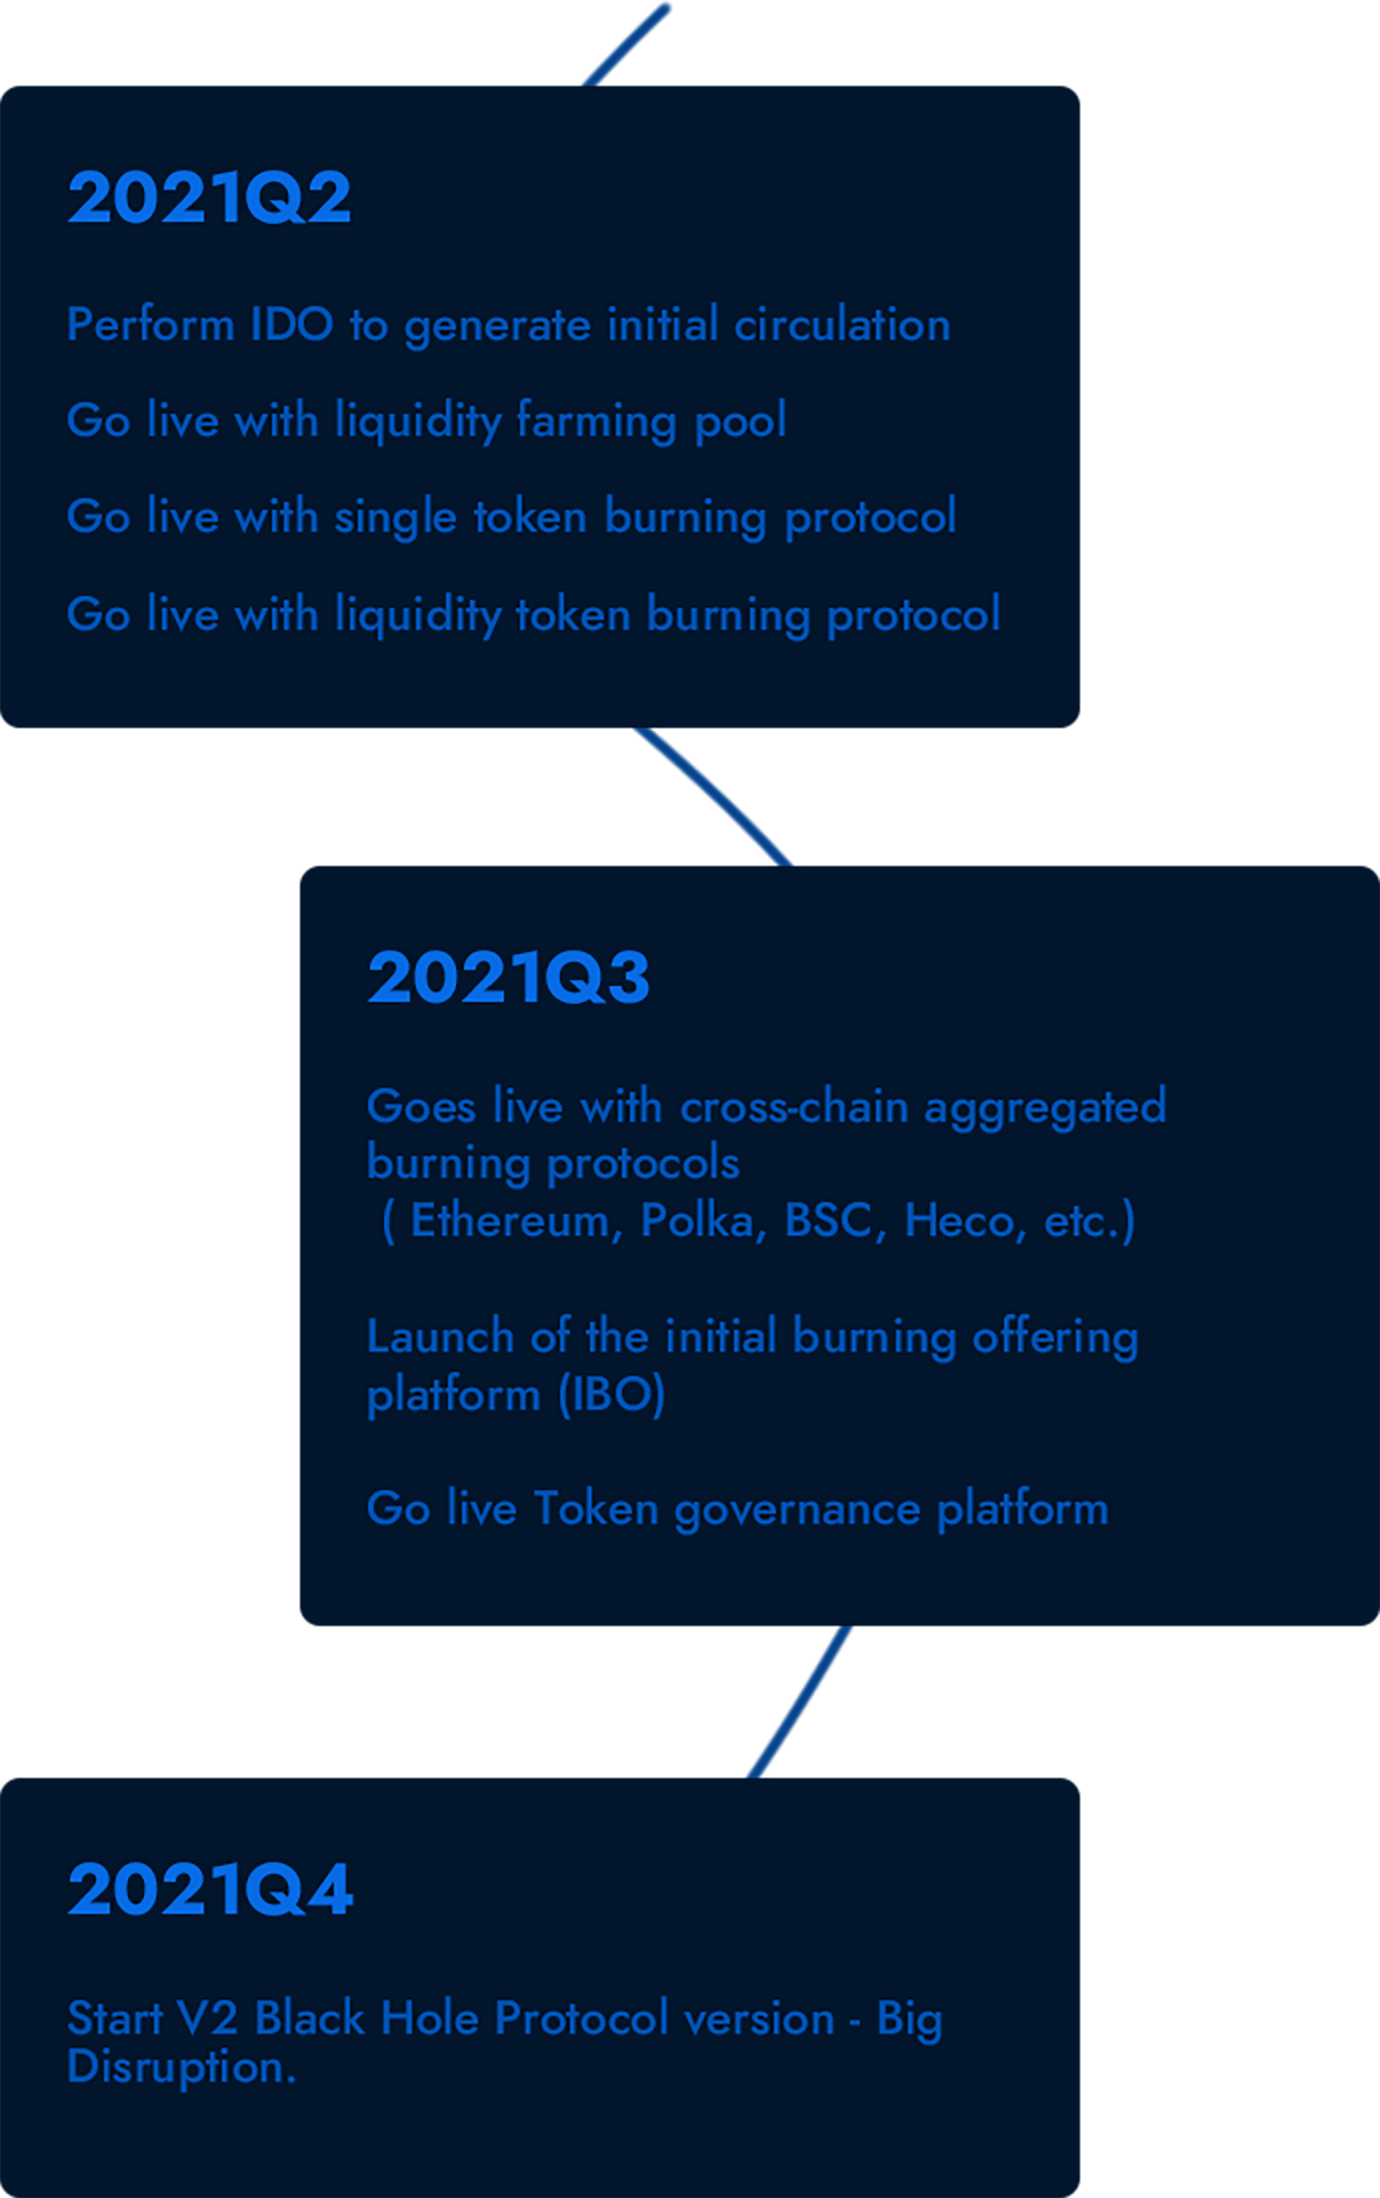 2021Q2
Perform IDO to generate initial circulation
Go live with liquidity farming pool
Go live with single token burning protocol
Go live with liquidity token burning protocol
2021Q3
Goes live with cross-chain aggregated
burning protocols
( Ethereum, Polka, BSC, Heco, etc.)
Launch of the initial burning offering
platform (IBO)
Go live Token governance platform
2021Q4
Start V2 Black Hole Protocol version - Big
Disruption.